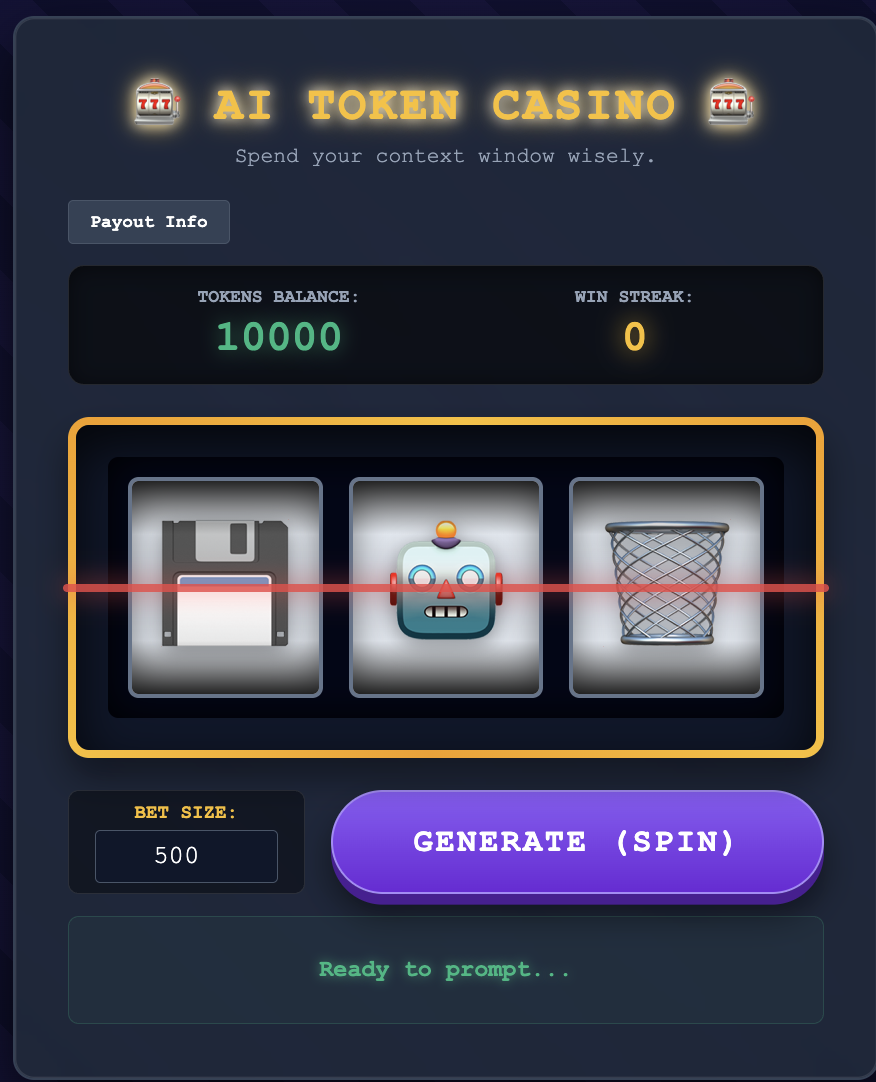 AI TOKEN CASINO
Spend your context window wisely.
Payout Info
TOKENS BALANCE:
10000
WIN STREAK:
0
BET SIZE:
500
GENERATE (SPIN)
Ready to prompt...